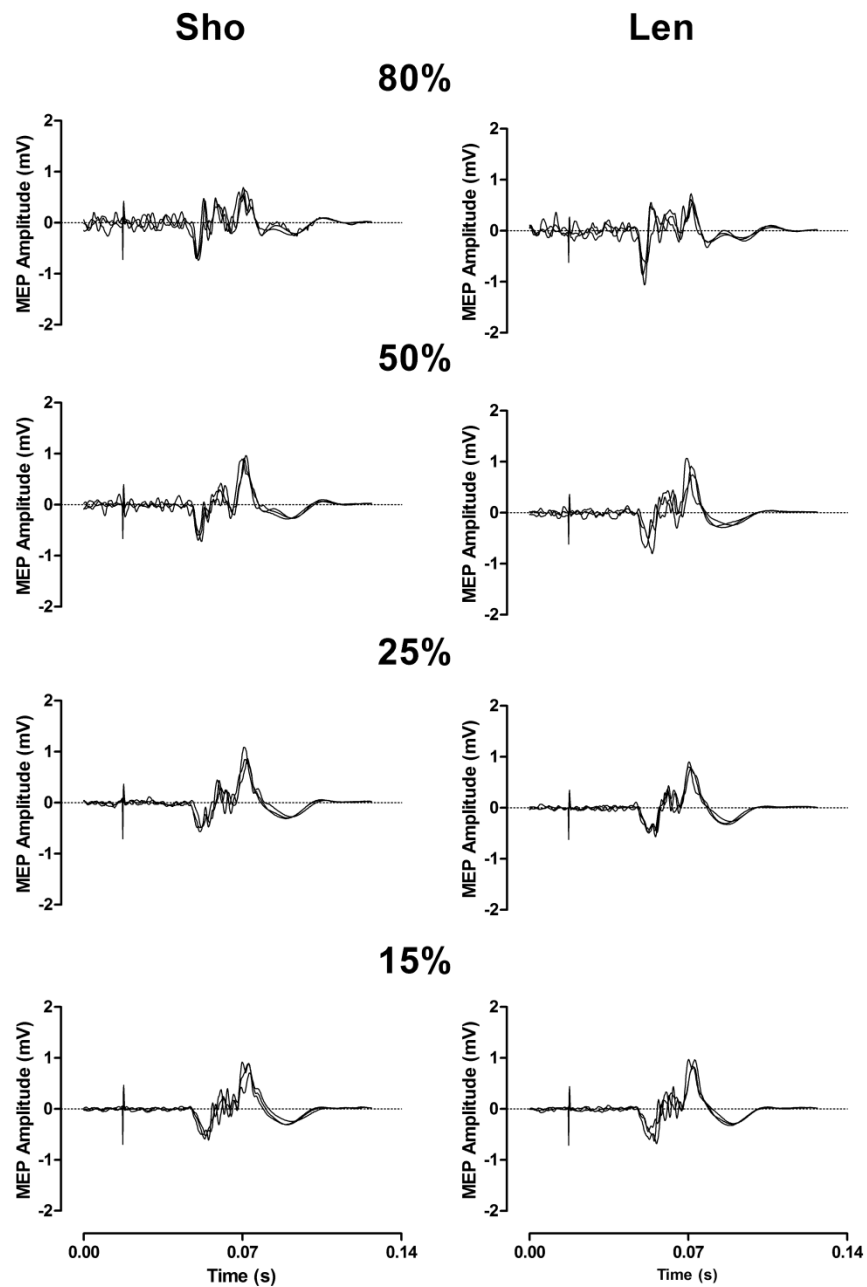 Sho Len
80%
MEP Amplitude (mV) 2 1 0 -1 -2
MEP Amplitude (mV) 2 1 0 -1 -2
50%
MEP Amplitude (mV) 2 1 0 -1 -2
MEP Amplitude (mV) 2 1 0 -1 -2
25%
MEP Amplitude (mV) 2 1 0 -1 -2
MEP Amplitude (mV) 2 1 0 -1 -2
15%
MEP Amplitude (mV) 2 1 0 -1 -2
MEP Amplitude (mV) 2 1 0 -1 -2
0.00 0.07 0.14 0.00 0.07 0.14
Time (s) Time (s)